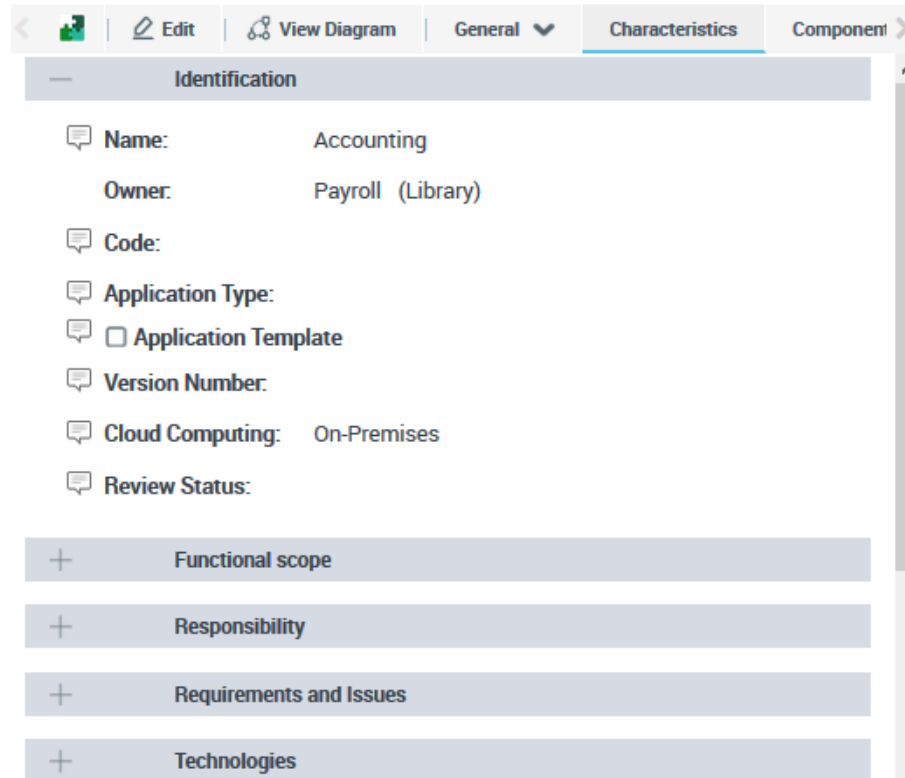 Edit View Diagram General Characteristics Component
Identification
Name: Accounting
Owner: Payroll (Library)
Code:
Application Type:
Application Template
Version Number:
Cloud Computing: On-Premises
Review Status:
Functional scope
Responsibility
Requirements and Issues
Technologies